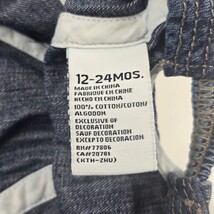 12-24MOS.
MADE IN CHINA
FABRIQUE EN CHINE
HECHO EN CHINA
100% COTTON/COTON/
ALGODON
EXCLUSIVE OF
DECORATION
SAUF DECORATION
EXCEPTO DECORACION
RN#77806
CA#20781
(KTH-ZHU)